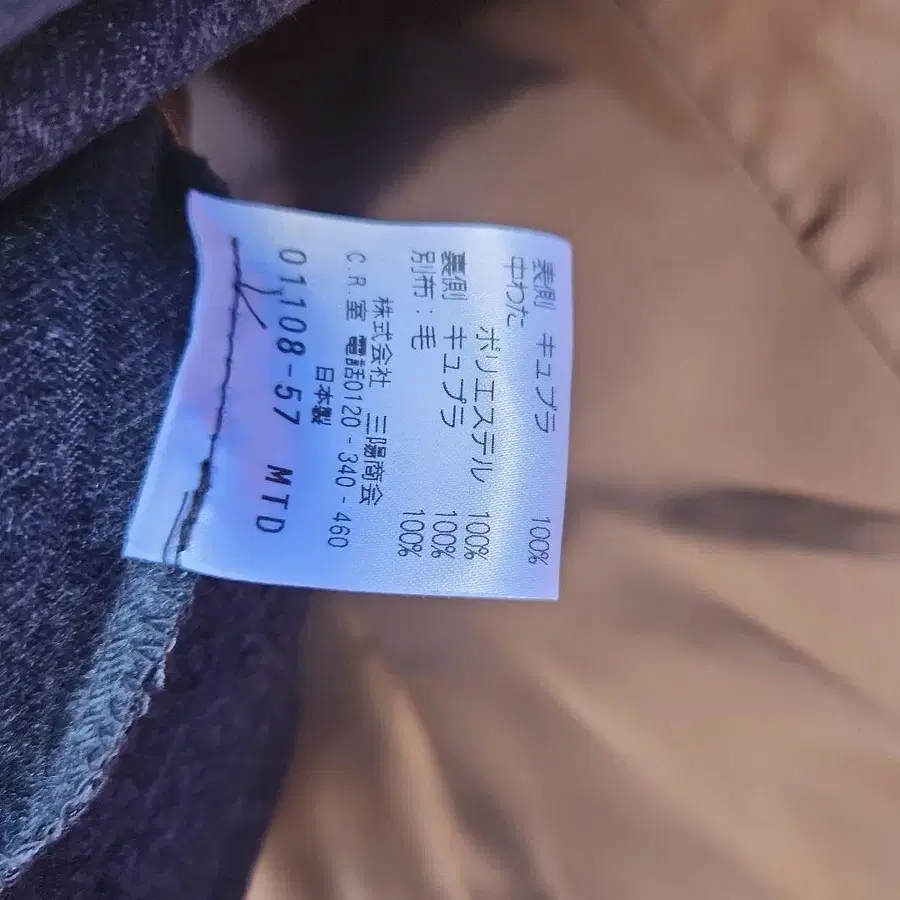 表側 キュプラ 100%
中わた
ポリエステル 100%
裏側 キュプラ 100%
別布:毛 100%
株式会社 三陽商会
C.R.室 電話0120-340-460
日本製
01108-57 MTD